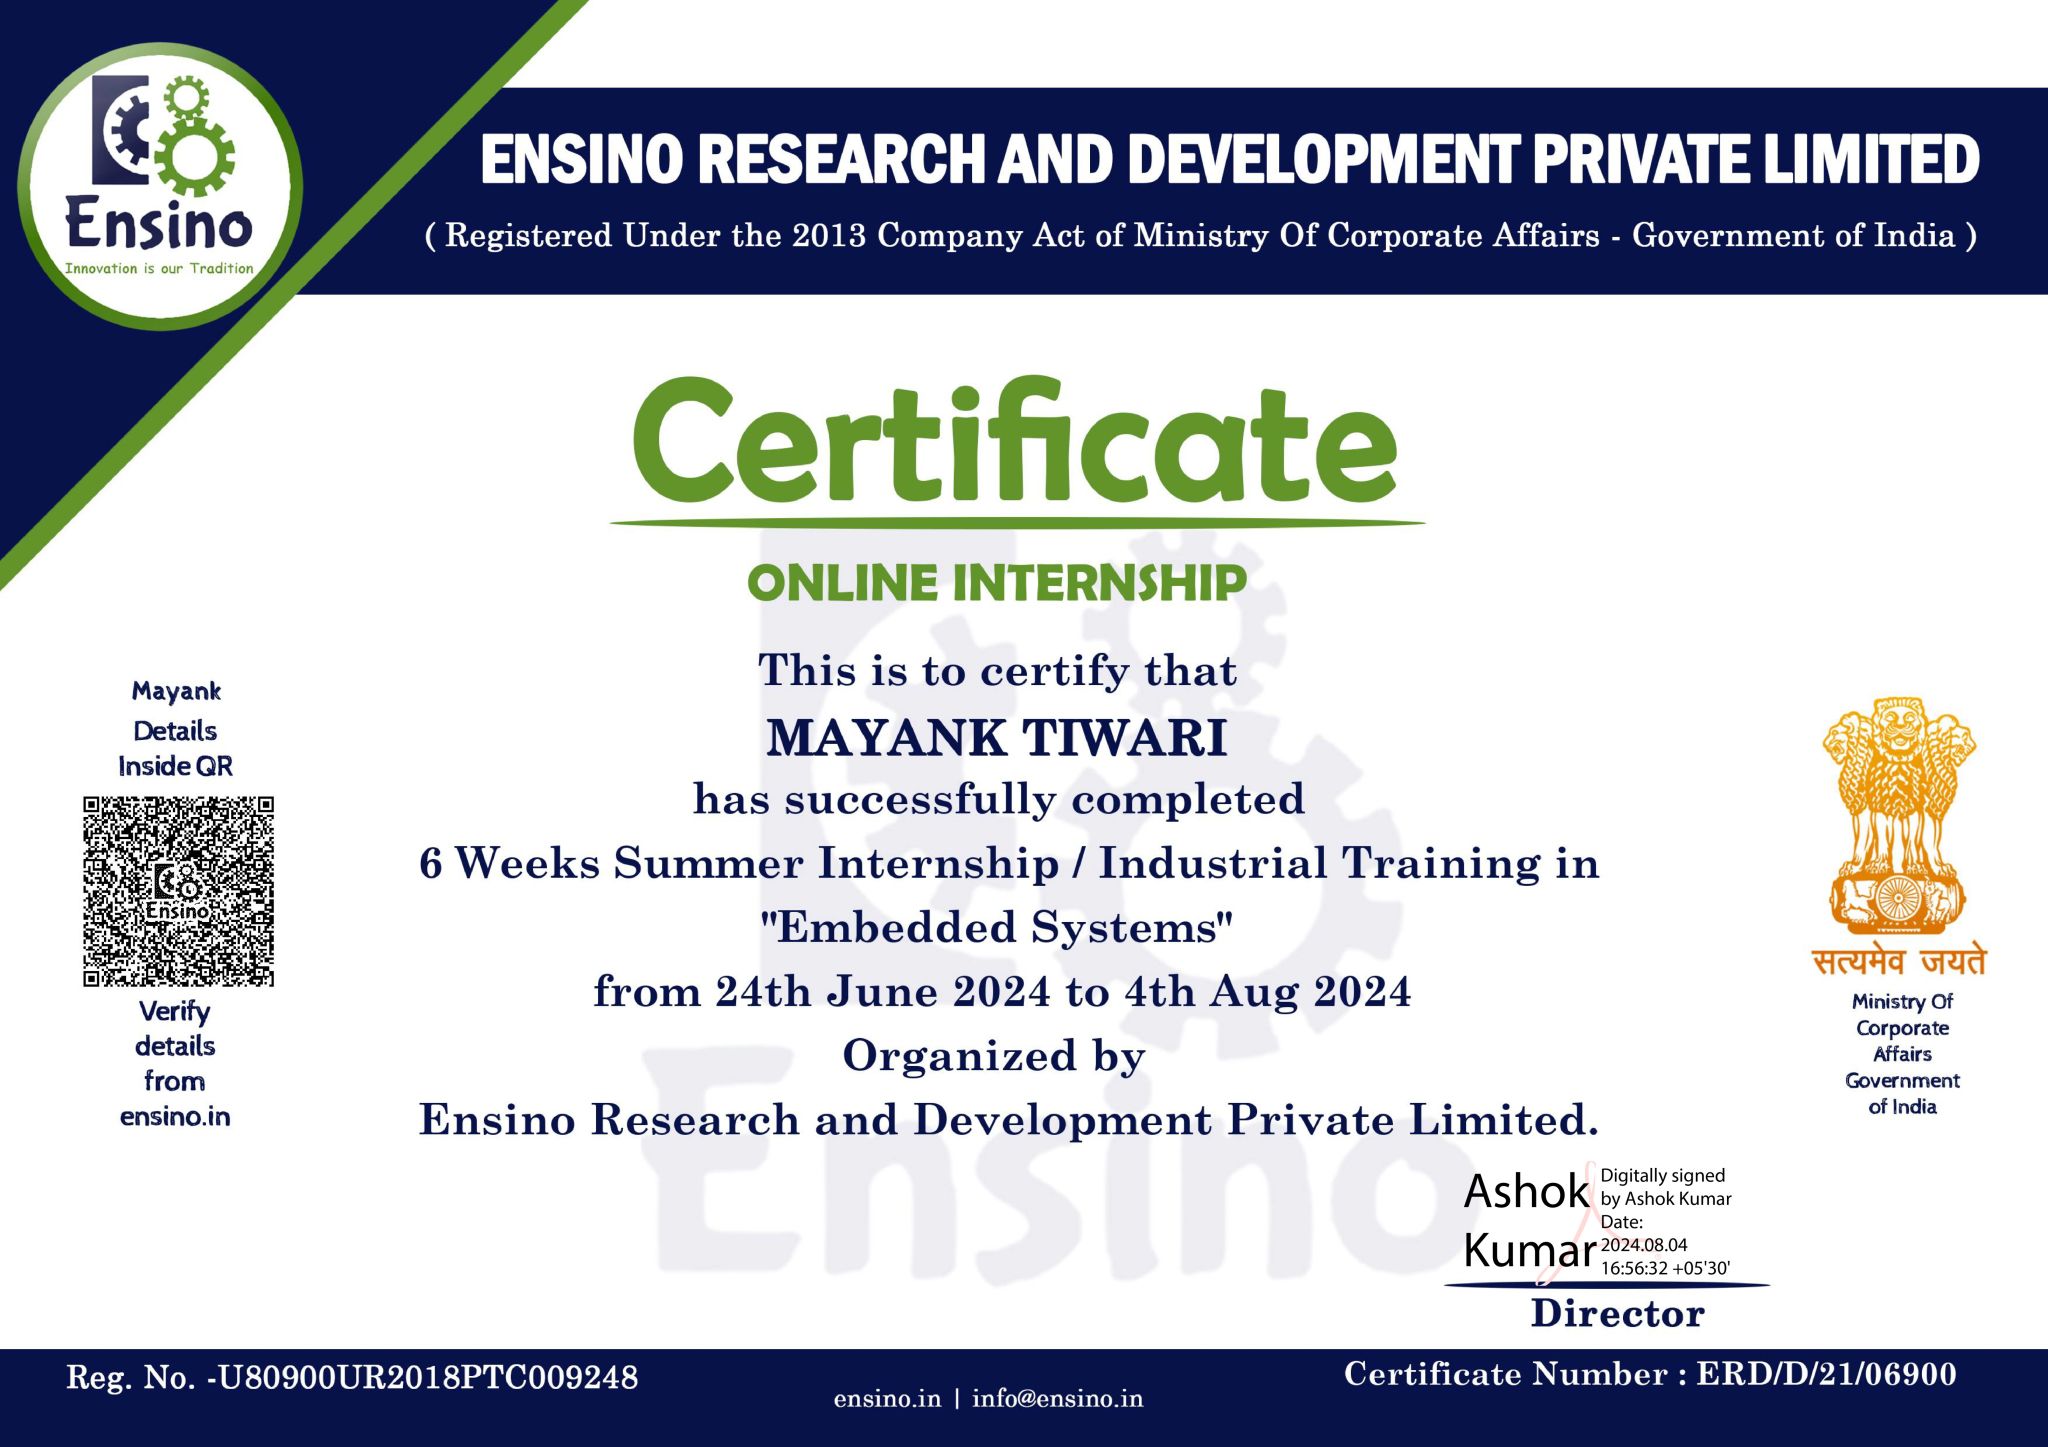 Ensino
Innovation is our Tradition
ENSINO RESEARCH AND DEVELOPMENT PRIVATE LIMITED
( Registered Under the 2013 Company Act of Ministry Of Corporate Affairs - Government of India )
Certificate
ONLINE INTERNSHIP
This is to certify that
MAYANK TIWARI
has successfully completed
6 Weeks Summer Internship / Industrial Training in
"Embedded Systems"
from 24th June 2024 to 4th Aug 2024
Organized by
Ensino Research and Development Private Limited.
Mayank
Details
Inside QR
Ensino
Verify
details
from
ensino.in
सत्यमेव जयते
Ministry Of
Corporate
Affairs
Government
of India
Ensino
Ashok
Kumar
Digitally signed
by Ashok Kumar
Date:
2024.08.04
16:56:32 +05'30'
Director
Reg. No. -U80900UR2018PTC009248
ensino.in | info@ensino.in
Certificate Number : ERD/D/21/06900